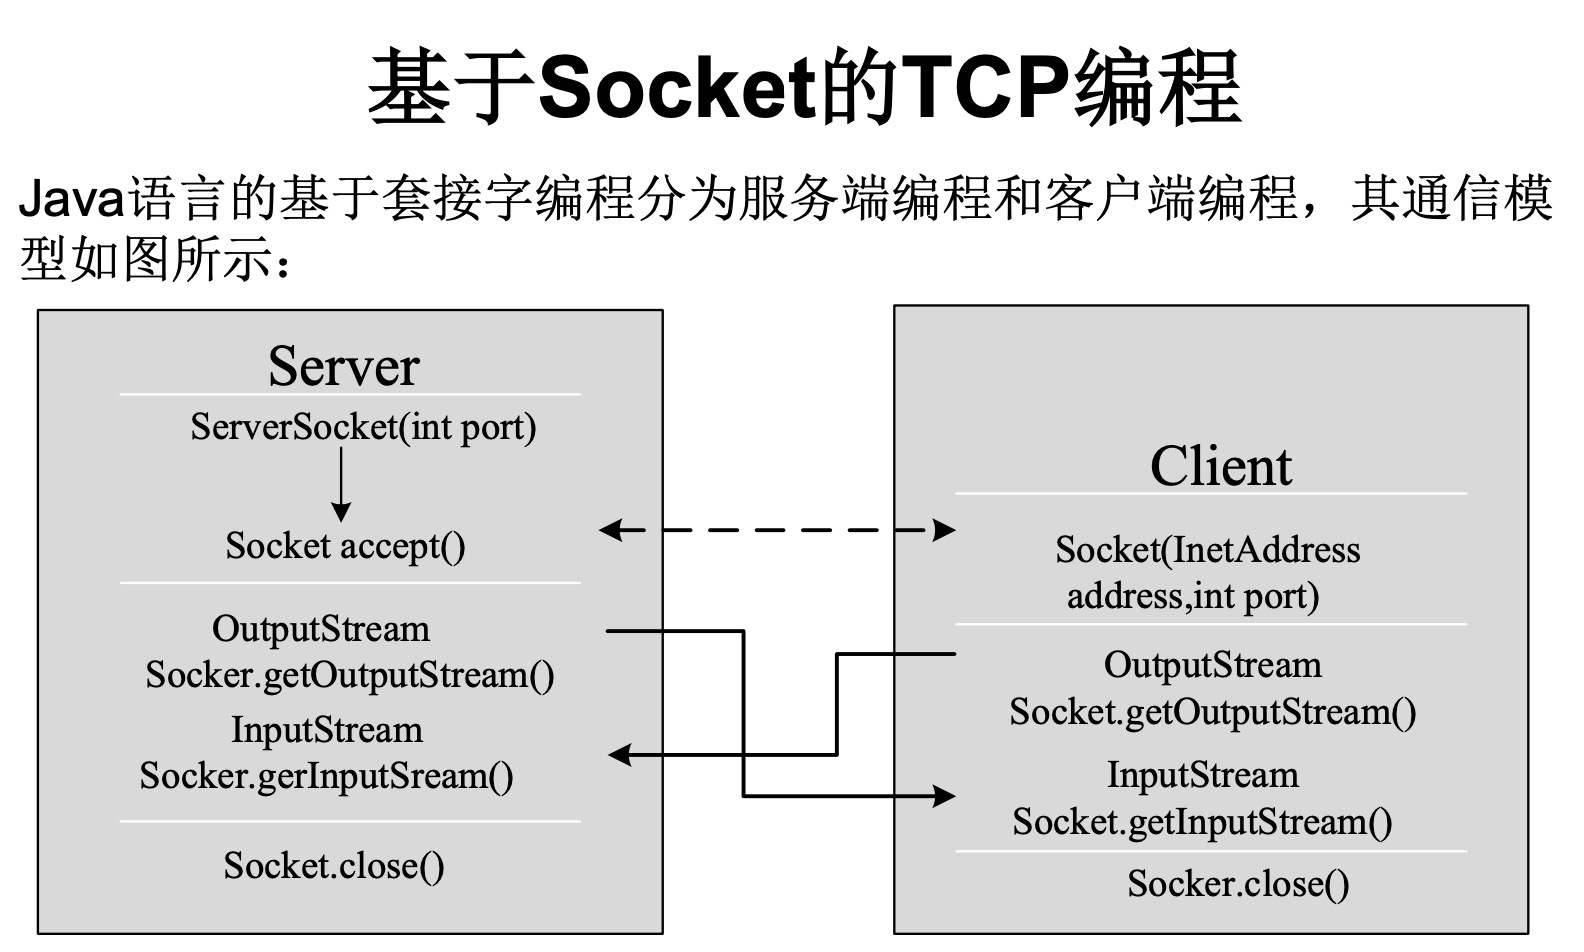 基于Socket的TCP编程
Java语言的基于套接字编程分为服务端编程和客户端编程，其通信模
型如图所示：
Server
ServerSocket(int port)
Socket accept()
OutputStream
Socker.getOutputStream()
InputStream
Socker.gerInputSream()
Socket.close()
Client
Socket(InetAddress
address,int port)
OutputStream
Socket.getOutputStream()
InputStream
Socket.getInputStream()
Socker.close()